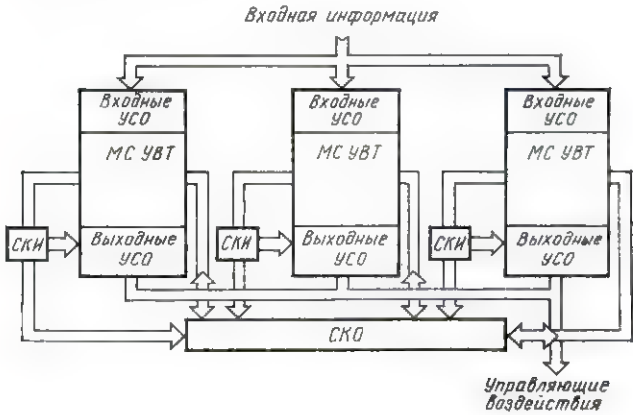 Входная информация
Входные УСО
Входные УСО
Входные УСО
МС УВТ
МС УВТ
МС УВТ
СКИ
Выходные УСО
СКИ
Выходные УСО
СКИ
Выходные УСО
СКО
Управляющие
воздействия